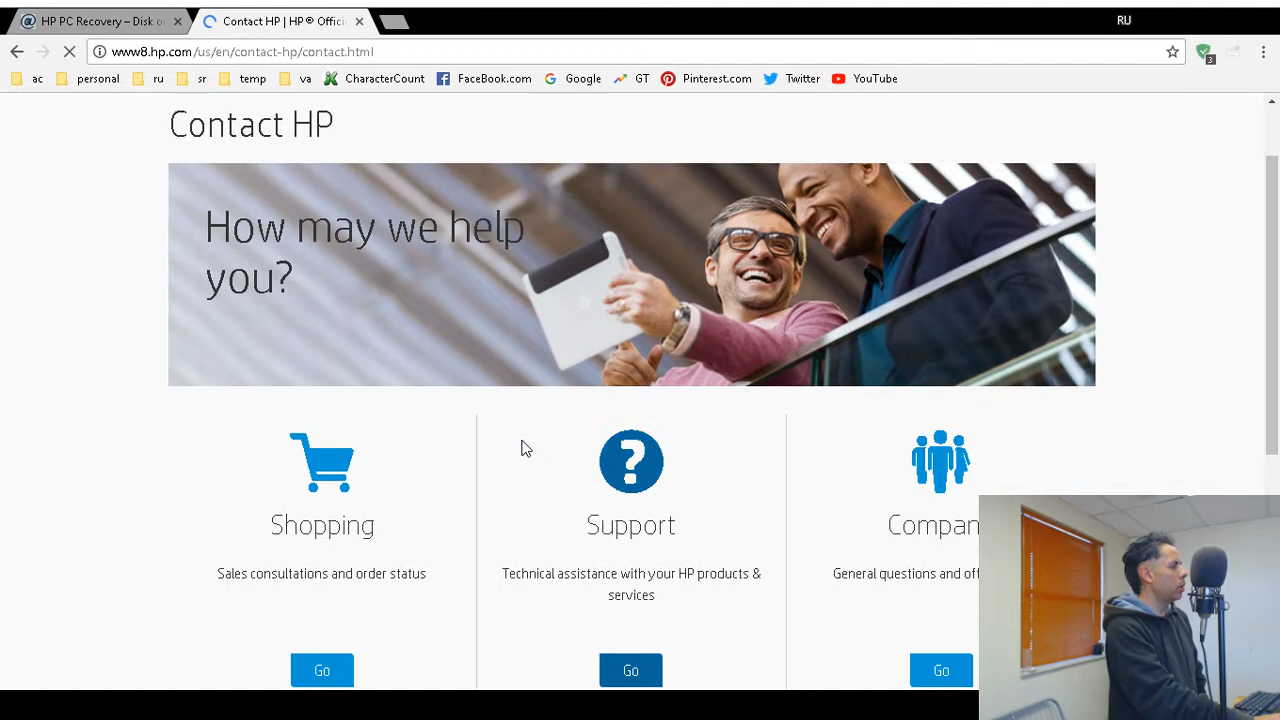 RU
HP PC Recovery – Disk or
Contact HP | HP® Offici
www8.hp.com/us/en/contact-hp/contact.html
3
ac personal ru sr temp va CharacterCount FaceBook.com Google GT Pinterest.com Twitter YouTube
Contact HP
How may we help
you?
Shopping
Sales consultations and order status
Go
Support
Technical assistance with your HP products &
services
Go
Compan
General questions and off
Go